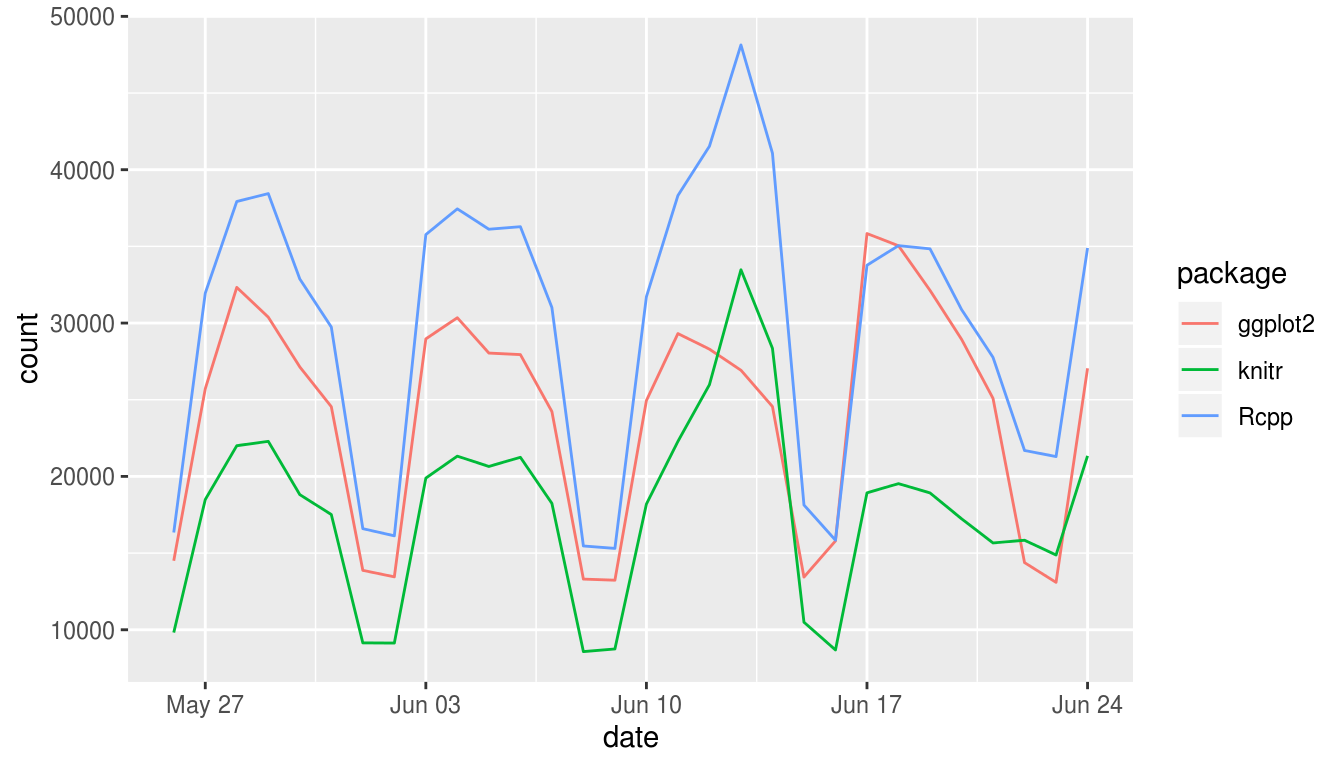 50000
40000
30000
20000
10000
count
May 27
Jun 03
Jun 10
Jun 17
Jun 24
date
package
ggplot2
knitr
Rcpp